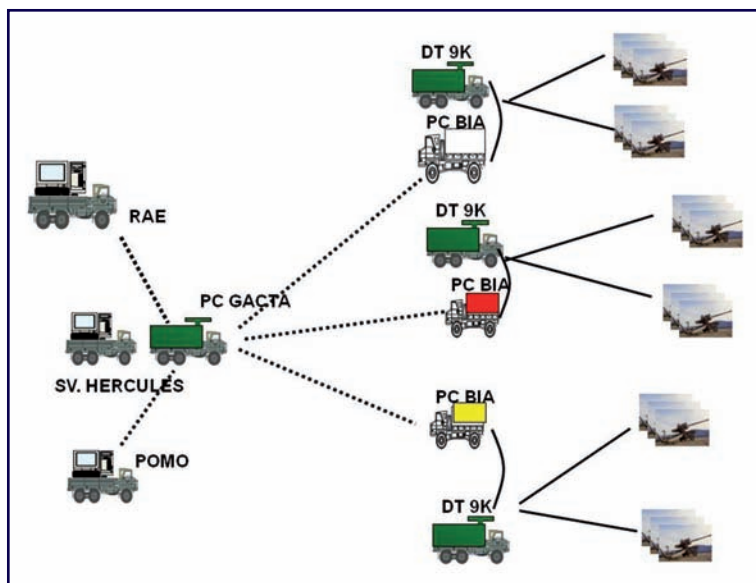 DT 9K
PC BIA
RAE
DT 9K
PC GACTA
PC BIA
SV. HERCULES
PC BIA
POMO
DT 9K